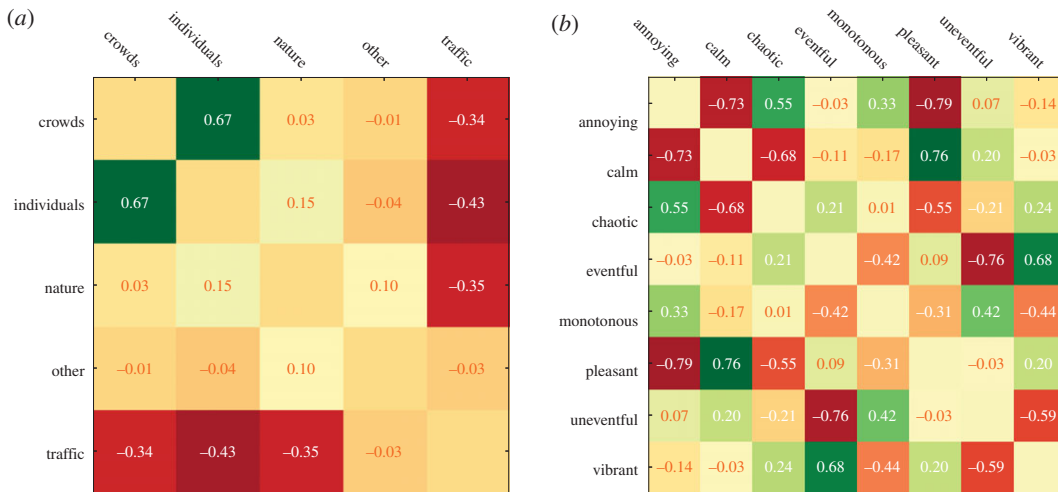 (a)
crowds individuals nature other traffic
crowds 0.67 0.03 −0.01 −0.34
individuals 0.67 0.15 −0.04 −0.43
nature 0.03 0.15 0.10 −0.35
other −0.01 −0.04 0.10 −0.03
traffic −0.34 −0.43 −0.35 −0.03
(b)
annoying calm chaotic eventful monotonous pleasant uneventful vibrant
annoying −0.73 0.55 −0.03 0.33 −0.79 0.07 −0.14
calm −0.73 −0.68 −0.11 −0.17 0.76 0.20 −0.03
chaotic 0.55 −0.68 0.21 0.01 −0.55 −0.21 0.24
eventful −0.03 −0.11 0.21 −0.42 0.09 −0.76 0.68
monotonous 0.33 −0.17 0.01 −0.42 −0.31 0.42 −0.44
pleasant −0.79 0.76 −0.55 0.09 −0.31 −0.03 0.20
uneventful 0.07 0.20 −0.21 −0.76 0.42 −0.03 −0.59
vibrant −0.14 −0.03 0.24 0.68 −0.44 0.20 −0.59